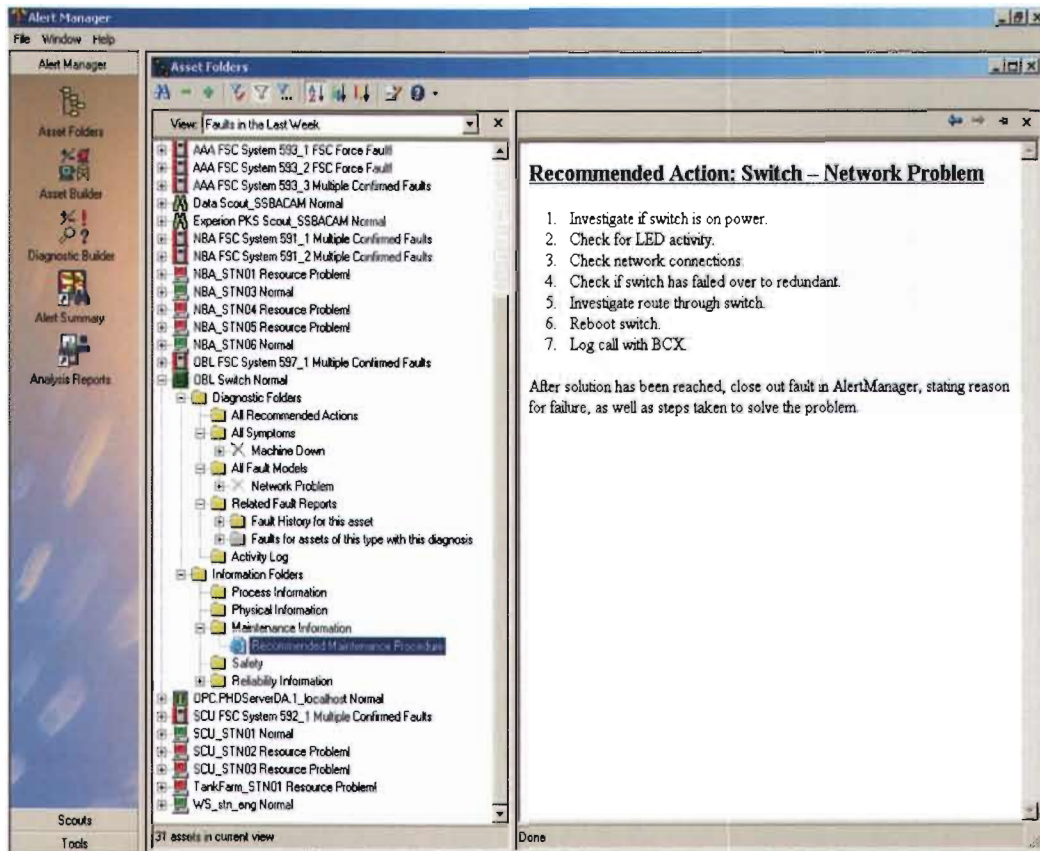 Alert Manager
File Window Help
Alert Manager
Asset Folders
Asset Builder
Diagnostic Builder
Alert Summary
Analysis Reports
Scouts
Tools
Asset Folders
View: Faults in the Last Week
AAA FSC System 593_1 FSC Force Fault
AAA FSC System 593_2 FSC Force Fault
AAA FSC System 593_3 Multiple Confirmed Faults
Data Scout_SSBACAM Normal
Experion PKS Scout_SSBACAM Normal
NBA FSC System 591_1 Multiple Confirmed Faults
NBA FSC System 591_2 Multiple Confirmed Faults
NBA_STN01 Resource Problem!
NBA_STN03 Normal
NBA_STN04 Resource Problem!
NBA_STN05 Resource Problem!
NBA_STN06 Normal
OBL FSC System 597_1 Multiple Confirmed Faults
OBL Switch Normal
Diagnostic Folders
All Recommended Actions
All Symptoms
Machine Down
All Fault Models
Network Problem
Related Fault Reports
Fault History for this asset
Faults for assets of this type with this diagnosis
Activity Log
Information Folders
Process Information
Physical Information
Maintenance Information
Recommended Maintenance Procedure
Safety
Reliability Information
OPC.PHDServerDA.1_localhost Normal
SCU FSC System 592_1 Multiple Confirmed Faults
SCU_STN01 Normal
SCU_STN02 Resource Problem!
SCU_STN03 Resource Problem!
TankFarm_STN01 Resource Problem!
WS_stn_eng Normal
31 assets in current view
Recommended Action: Switch – Network Problem
1. Investigate if switch is on power.
2. Check for LED activity.
3. Check network connections.
4. Check if switch has failed over to redundant.
5. Investigate route through switch.
6. Reboot switch.
7. Log call with BCX.
After solution has been reached, close out fault in AlertManager, stating reason
for failure, as well as steps taken to solve the problem.
Done